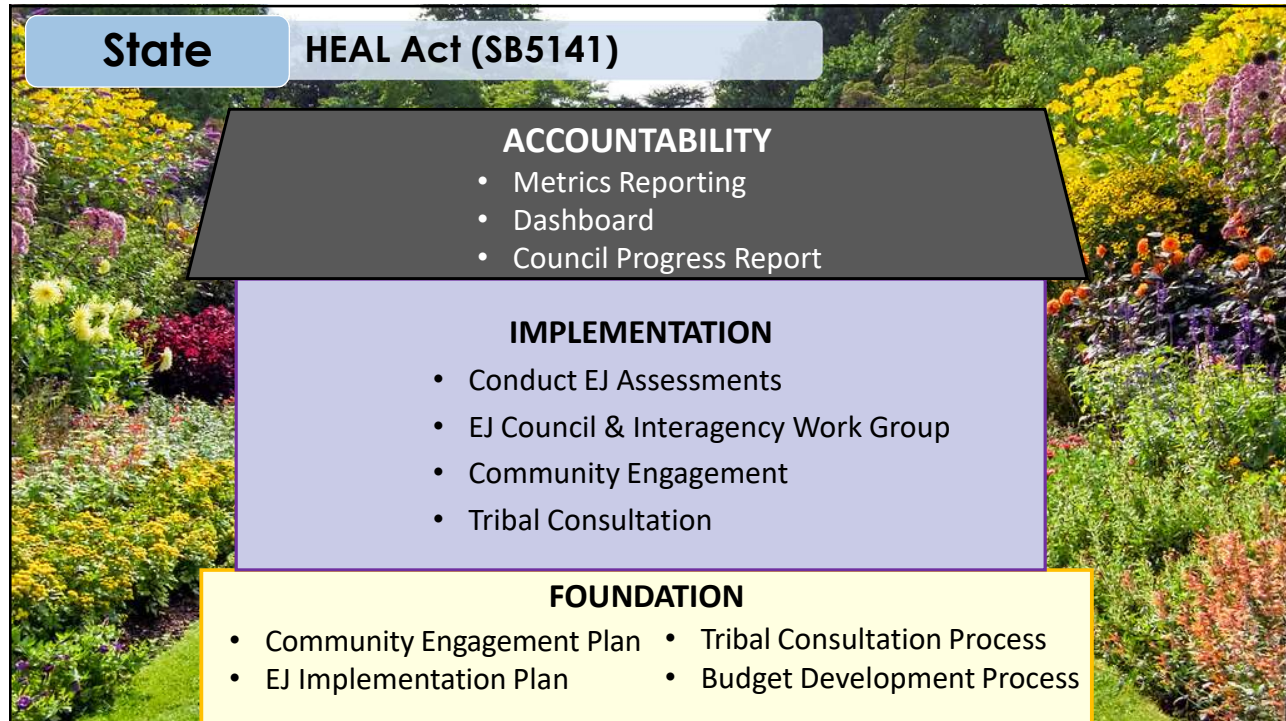 State
HEAL Act (SB5141)
ACCOUNTABILITY
• Metrics Reporting
• Dashboard
• Council Progress Report
IMPLEMENTATION
• Conduct EJ Assessments
• EJ Council & Interagency Work Group
• Community Engagement
• Tribal Consultation
FOUNDATION
• Community Engagement Plan
• EJ Implementation Plan
• Tribal Consultation Process
• Budget Development Process